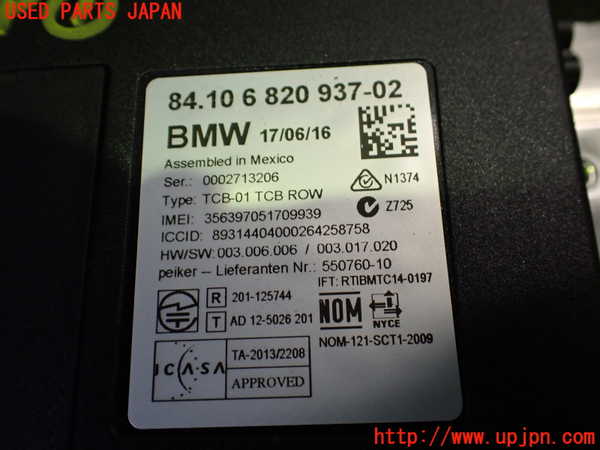 USED PARTS JAPAN
84.10 6 820 937-02
BMW 17/06/16
Assembled in Mexico
Ser.: 0002713206
N1374
Type: TCB-01 TCB ROW
Z725
IMEI: 356397051709939
ICCID: 89314404000264258758
HW/SW: 003.006.006 / 003.017.020
peiker – Lieferanten Nr.: 550760-10
IFT: RTIBMTC14-0197
R 201-125744
T AD 12-5026 201
NOM
NYCE
NOM-121-SCT1-2009
ICASA
TA-2013/2208
APPROVED
http://www.upjpn.com